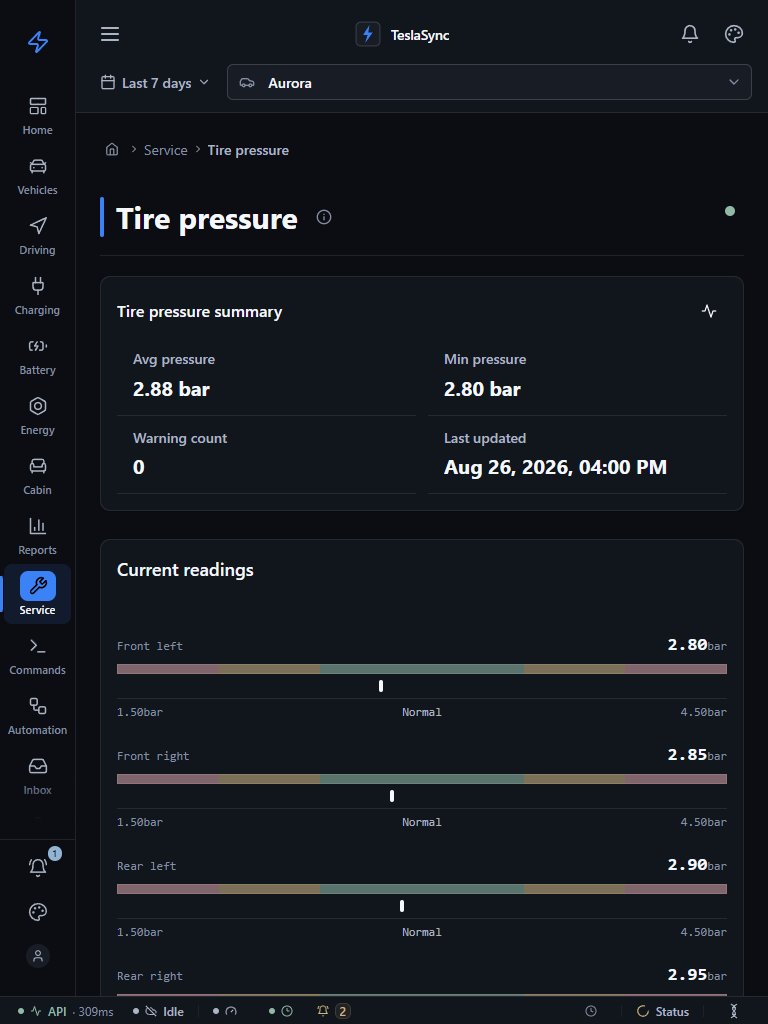 TeslaSync
Last 7 days
Aurora
Home
Vehicles
Driving
Charging
Battery
Energy
Cabin
Reports
Service
Commands
Automation
Inbox
1
Service
Tire pressure
Tire pressure
Tire pressure summary
Avg pressure
2.88 bar
Min pressure
2.80 bar
Warning count
0
Last updated
Aug 26, 2026, 04:00 PM
Current readings
Front left
2.80bar
1.50bar Normal 4.50bar
Front right
2.85bar
1.50bar Normal 4.50bar
Rear left
2.90bar
1.50bar Normal 4.50bar
Rear right
2.95bar
API · 309ms
Idle
2
Status